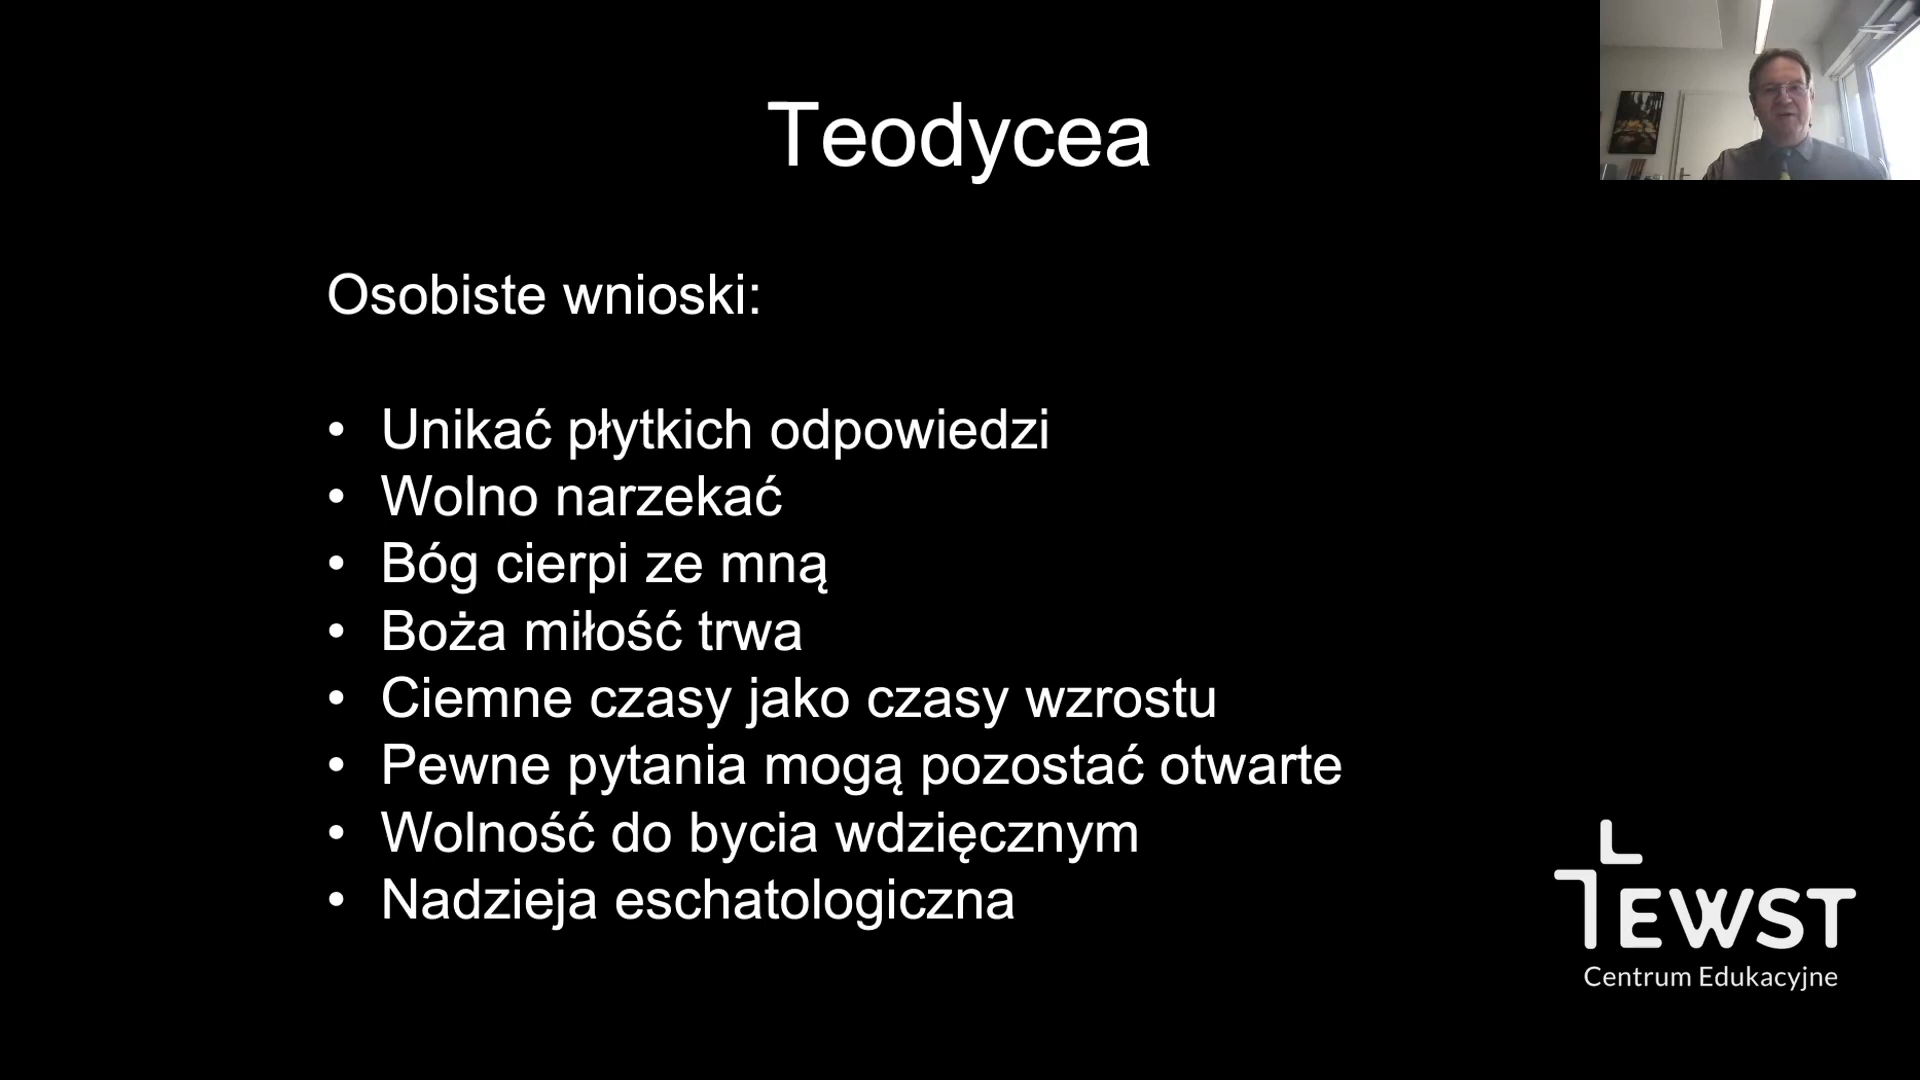 Teodycea
Osobiste wnioski:
• Unikać płytkich odpowiedzi
• Wolno narzekać
• Bóg cierpi ze mną
• Boża miłość trwa
• Ciemne czasy jako czasy wzrostu
• Pewne pytania mogą pozostać otwarte
• Wolność do bycia wdzięcznym
• Nadzieja eschatologiczna
EWST
Centrum Edukacyjne